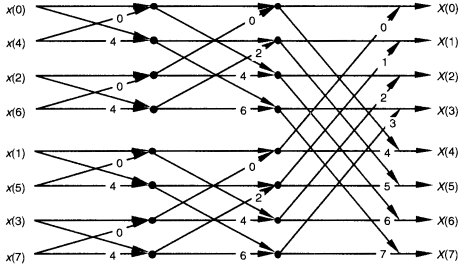 x(0) 0 0 0 X(0)
x(4) 4 2 1 X(1)
x(2) 0 4 2 X(2)
x(6) 4 6 3 X(3)
x(1) 0 0 4 X(4)
x(5) 4 2 5 X(5)
x(3) 0 4 6 X(6)
x(7) 4 6 7 X(7)